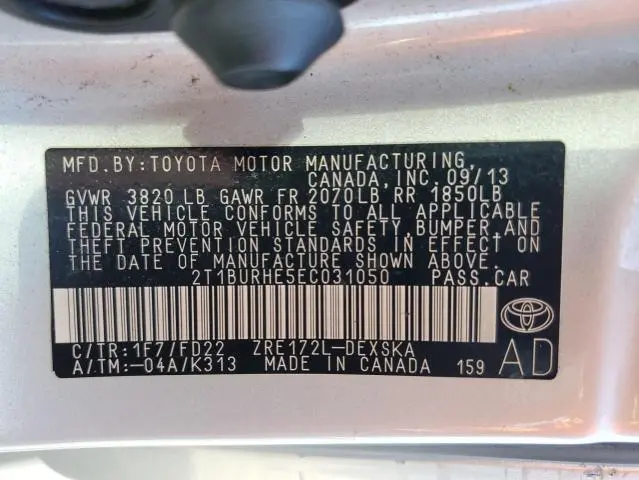 MFD.BY:TOYOTA MOTOR MANUFACTURING,
CANADA, INC. 09/13
GVWR 3820 LB GAWR FR 2070LB RR 1850LB
THIS VEHICLE CONFORMS TO ALL APPLICABLE
FEDERAL MOTOR VEHICLE SAFETY,BUMPER,AND
THEFT PREVENTION STANDARDS IN EFFECT ON
THE DATE OF MANUFACTURE SHOWN ABOVE.
2T1BURHE5EC031050 PASS.CAR
C/TR:1F7/FD22 ZRE172L-DEXSKA
A/TM:-04A/K313 MADE IN CANADA 159
AD